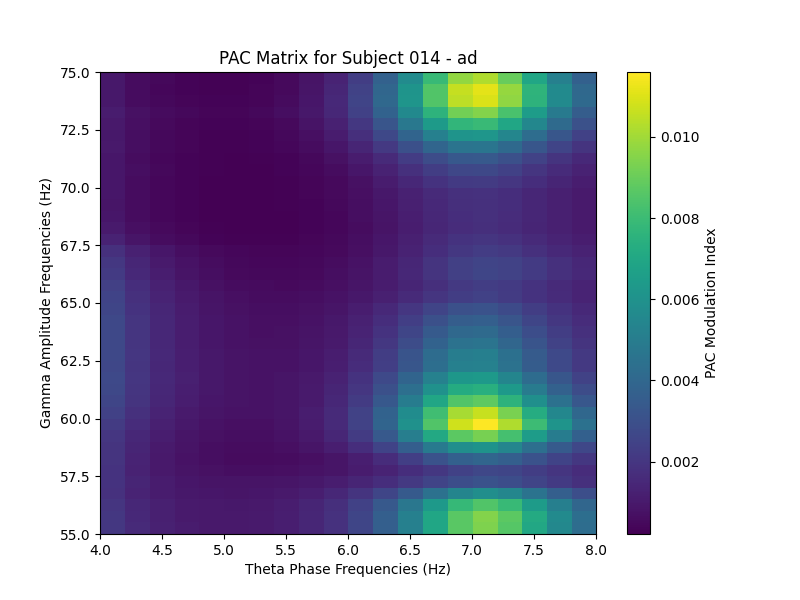 PAC Matrix for Subject 014 - ad
75.0
72.5
70.0
67.5
65.0
62.5
60.0
57.5
55.0
Gamma Amplitude Frequencies (Hz)
4.0 4.5 5.0 5.5 6.0 6.5 7.0 7.5 8.0
Theta Phase Frequencies (Hz)
0.010
0.008
0.006
0.004
0.002
PAC Modulation Index